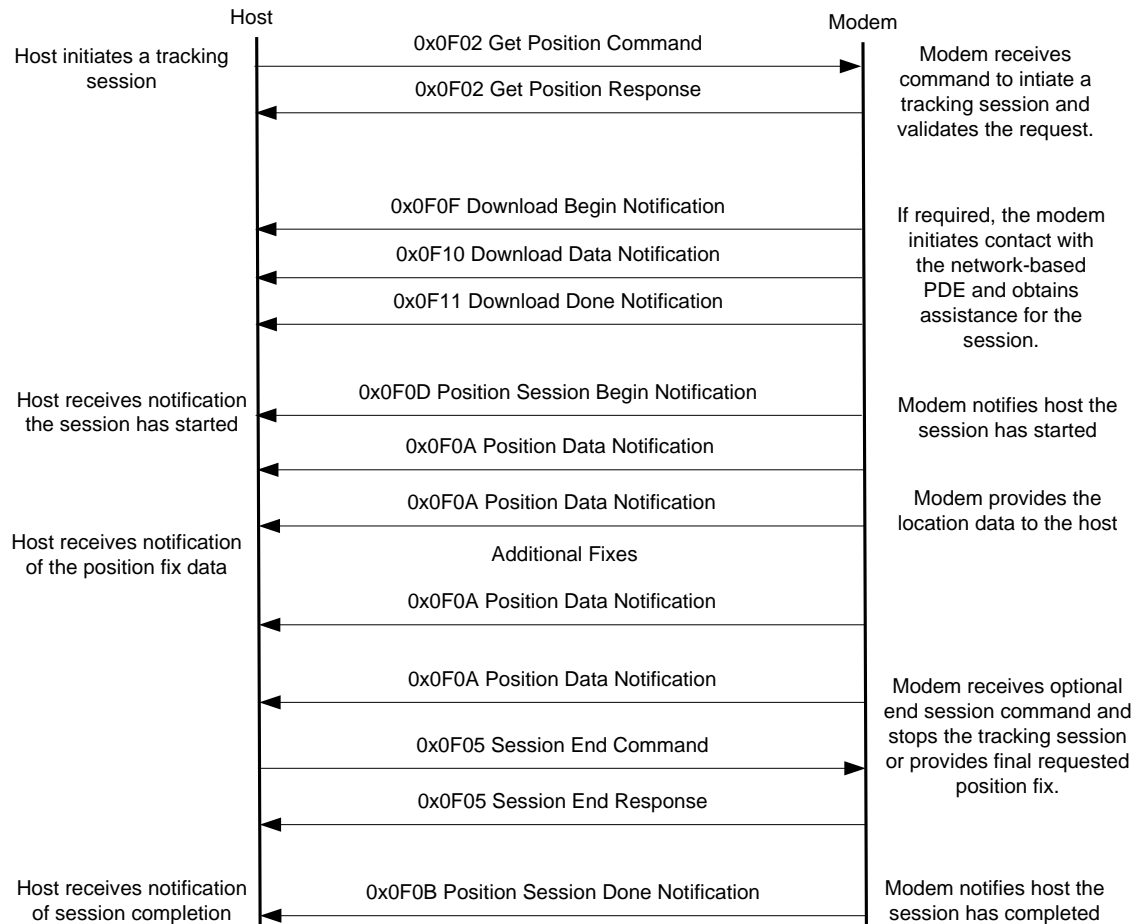 Host
Modem
Host initiates a tracking
session
0x0F02 Get Position Command
0x0F02 Get Position Response
Modem receives
command to intiate a
tracking session and
validates the request.
0x0F0F Download Begin Notification
0x0F10 Download Data Notification
0x0F11 Download Done Notification
If required, the modem
initiates contact with
the network-based
PDE and obtains
assistance for the
session.
Host receives notification
the session has started
0x0F0D Position Session Begin Notification
Modem notifies host the
session has started
0x0F0A Position Data Notification
0x0F0A Position Data Notification
Modem provides the
location data to the host
Host receives notification
of the position fix data
Additional Fixes
0x0F0A Position Data Notification
0x0F0A Position Data Notification
Modem receives optional
end session command and
stops the tracking session
or provides final requested
position fix.
0x0F05 Session End Command
0x0F05 Session End Response
Host receives notification
of session completion
0x0F0B Position Session Done Notification
Modem notifies host the
session has completed